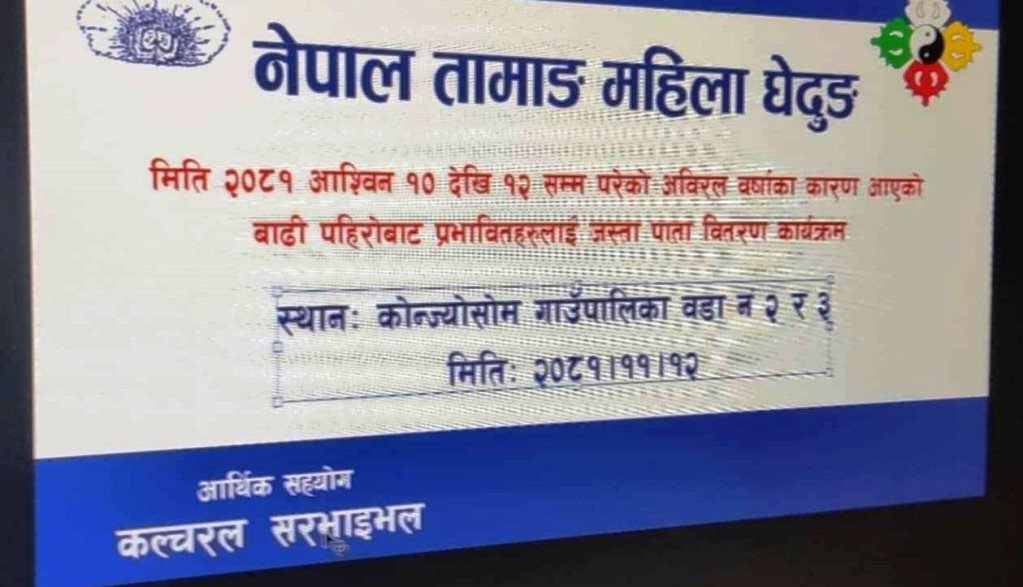 नेपाल तामाङ महिला घेदुङ
मिति २०८१ आश्विन १० देखि १२ सम्म परेको अविरल वर्षाका कारण आएको
बाढी पहिरोबाट प्रभावितहरुलाई जस्ता पाता वितरण कार्यक्रम
स्थानः कोन्ज्योसोम गाउँपालिका वडा नं २ र ३
मितिः २०८१।११।१२
आर्थिक सहयोग
कल्चरल सरभाइभल